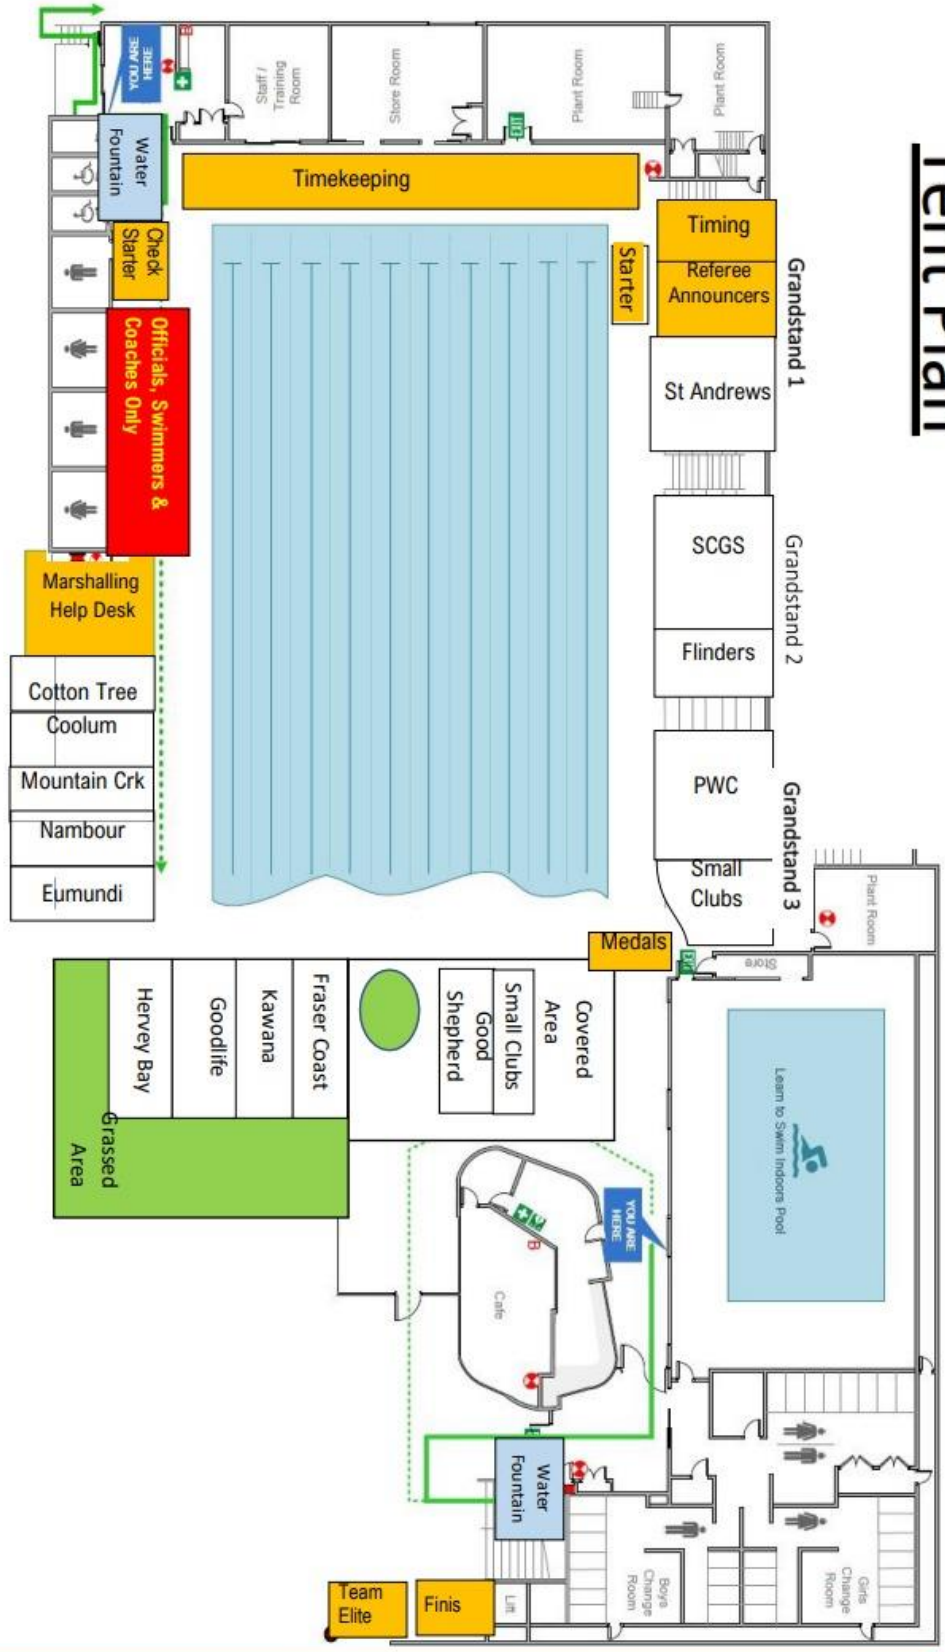 Tent Plan
YOU ARE
HERE
Staff /
Training
Room
Store Room
Plant Room
Plant Room
EXIT
Water
Fountain
Timekeeping
Check
Starter
Starter
Timing
Referee
Announcers
Grandstand 1
St Andrews
Officials, Swimmers &
Coaches Only
SCGS
Grandstand 2
Flinders
Marshalling
Help Desk
Cotton Tree
Coolum
Mountain Crk
Nambour
Eumundi
PWC
Grandstand 3
Small
Clubs
Plant Room
Medals
EXIT
Store
Hervey Bay
Goodlife
Kawana
Fraser Coast
Good
Shepherd
Small Clubs
Covered
Area
Grassed
Area
Learn to Swim Indoors Pool
YOU ARE
HERE
B
Cafe
Water
Fountain
Boys
Change
Room
Girls
Change
Room
Team
Elite
Finis
Lift